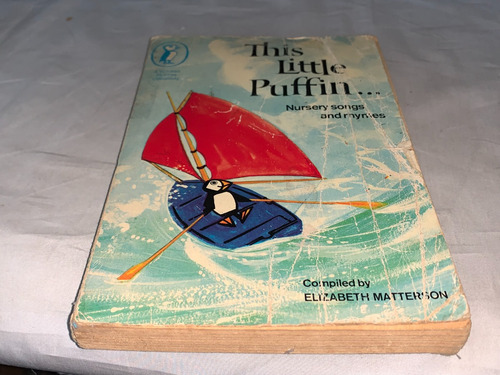 This
Little
Puffin...
Nursery songs
and rhymes
Compiled by
ELIZABETH MATTERSON